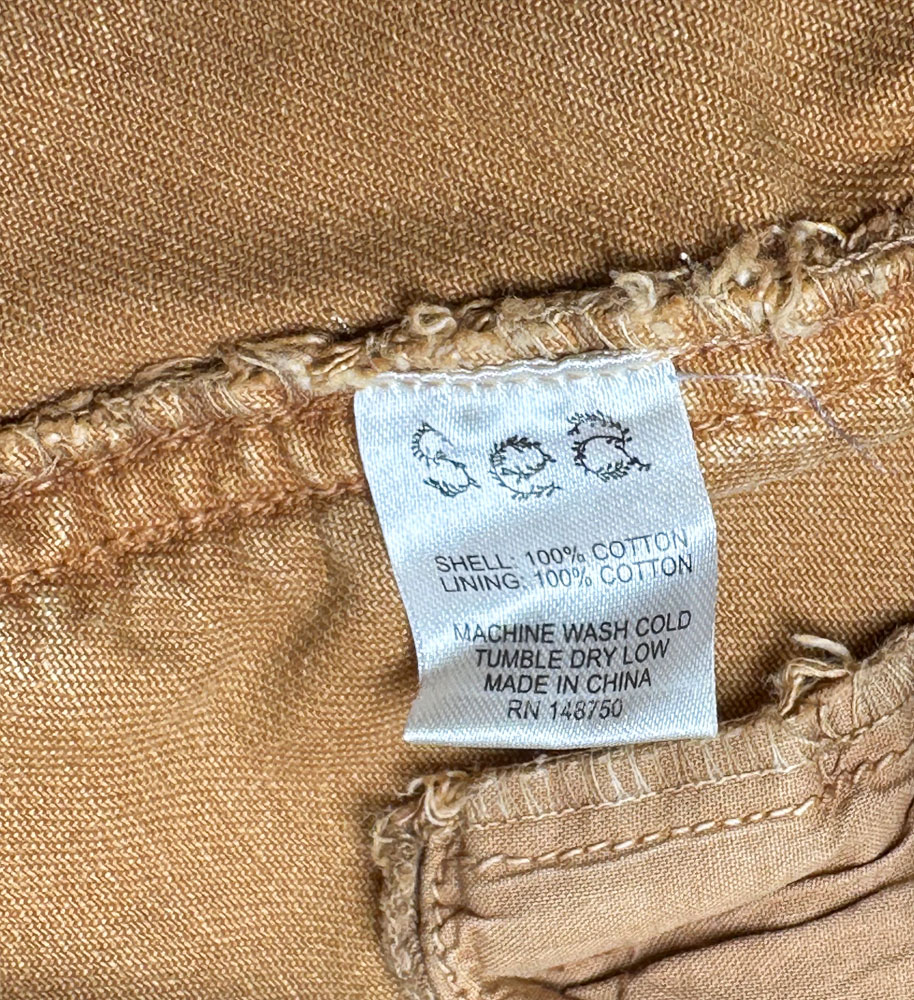 SHELL: 100% COTTON
LINING: 100% COTTON
MACHINE WASH COLD
TUMBLE DRY LOW
MADE IN CHINA
RN 148750